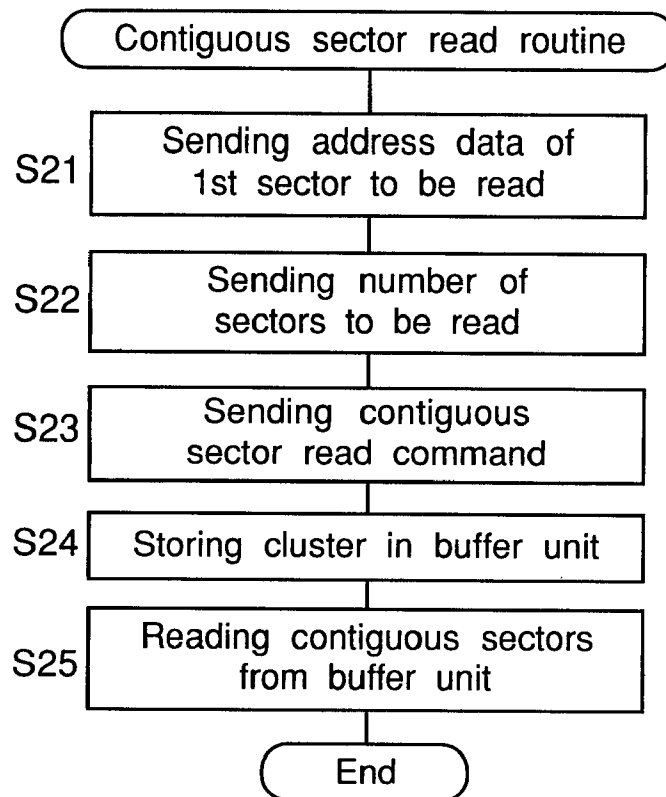 Contiguous sector read routine
S21
Sending address data of
1st sector to be read
S22
Sending number of
sectors to be read
S23
Sending contiguous
sector read command
S24
Storing cluster in buffer unit
S25
Reading contiguous sectors
from buffer unit
End